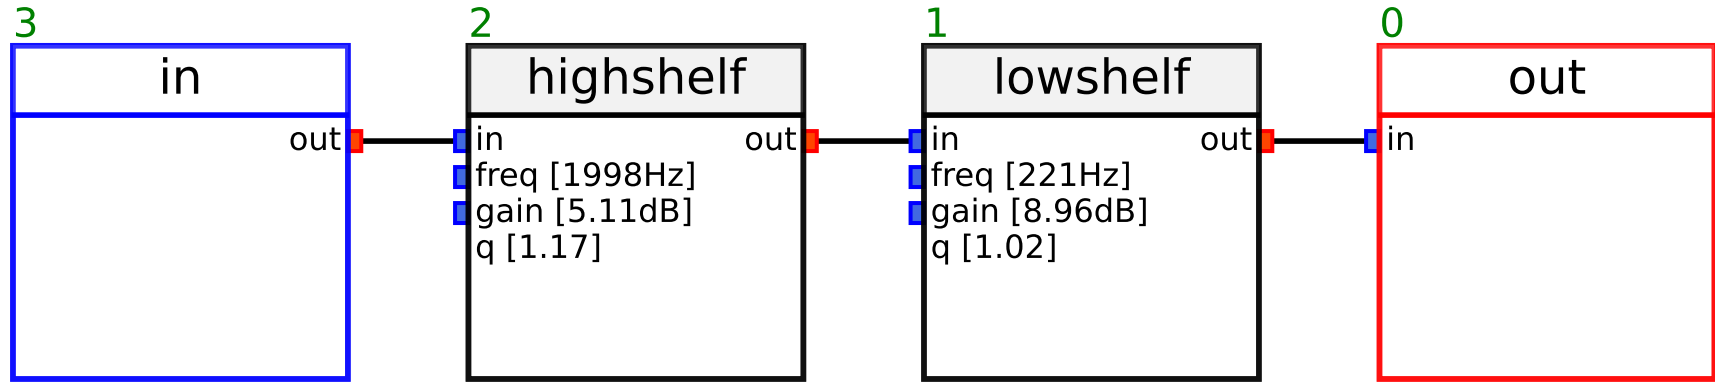 3 2 1 0
in highshelf lowshelf out
out in out in out in
freq [1998Hz] freq [221Hz]
gain [5.11dB] gain [8.96dB]
q [1.17] q [1.02]